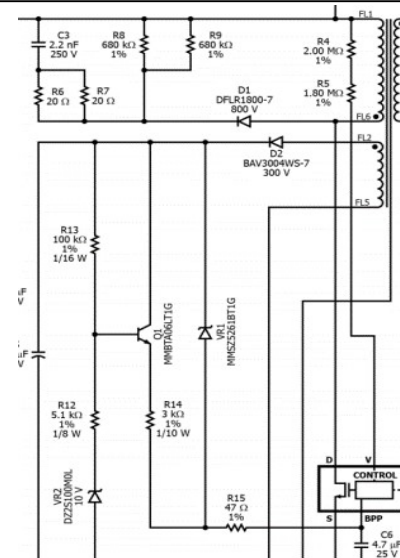 FL1
C3
2.2 nF
250 V
R8
680 kΩ
1%
R9
680 kΩ
1%
R4
2.00 MΩ
1%
R5
1.80 MΩ
1%
R6
20 Ω
R7
20 Ω
D1
DFLR1800-7
800 V
FL6
FL2
D2
BAV3004WS-7
300 V
FL5
R13
100 kΩ
1%
1/16 W
Q1
MMBTA06LT1G
VR1
MMSZ5261BT1G
R12
5.1 kΩ
1%
1/8 W
R14
3 kΩ
1%
1/10 W
VR2
DZ2S100M0L
10 V
R15
47 Ω
1%
D
V
CONTROL
S
BPP
C6
4.7 µF
25 V